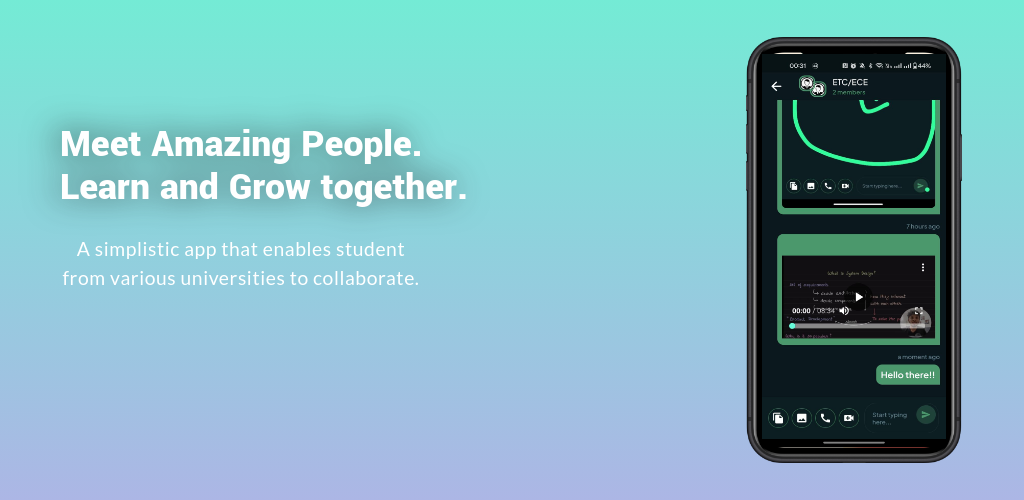 Meet Amazing People.
Learn and Grow together.
A simplistic app that enables student
from various universities to collaborate.
00:31
44%
ETC/ECE
2 members
Start typing here...
7 hours ago
What is System Design?
00:00 / 08:34
a moment ago
Hello there!!
Start typing
here...